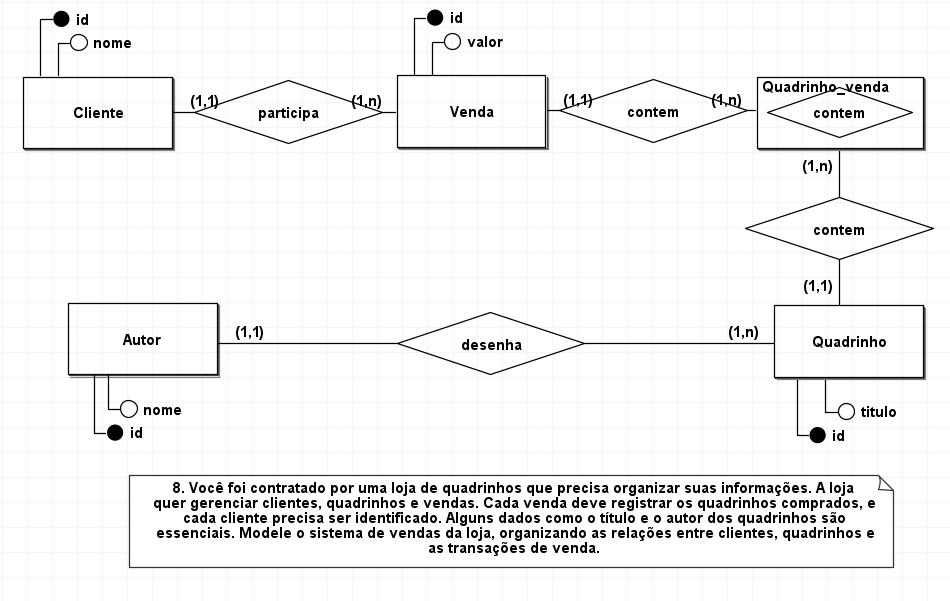 id
nome
Cliente
(1,1)
participa
(1,n)
id
valor
Venda
(1,1)
contem
(1,n)
Quadrinho_venda
contem
(1,n)
contem
(1,1)
Autor
(1,1)
desenha
(1,n)
Quadrinho
nome
id
titulo
id
8. Você foi contratado por uma loja de quadrinhos que precisa organizar suas informações. A loja
quer gerenciar clientes, quadrinhos e vendas. Cada venda deve registrar os quadrinhos comprados, e
cada cliente precisa ser identificado. Alguns dados como o título e o autor dos quadrinhos são
essenciais. Modele o sistema de vendas da loja, organizando as relações entre clientes, quadrinhos e
as transações de venda.